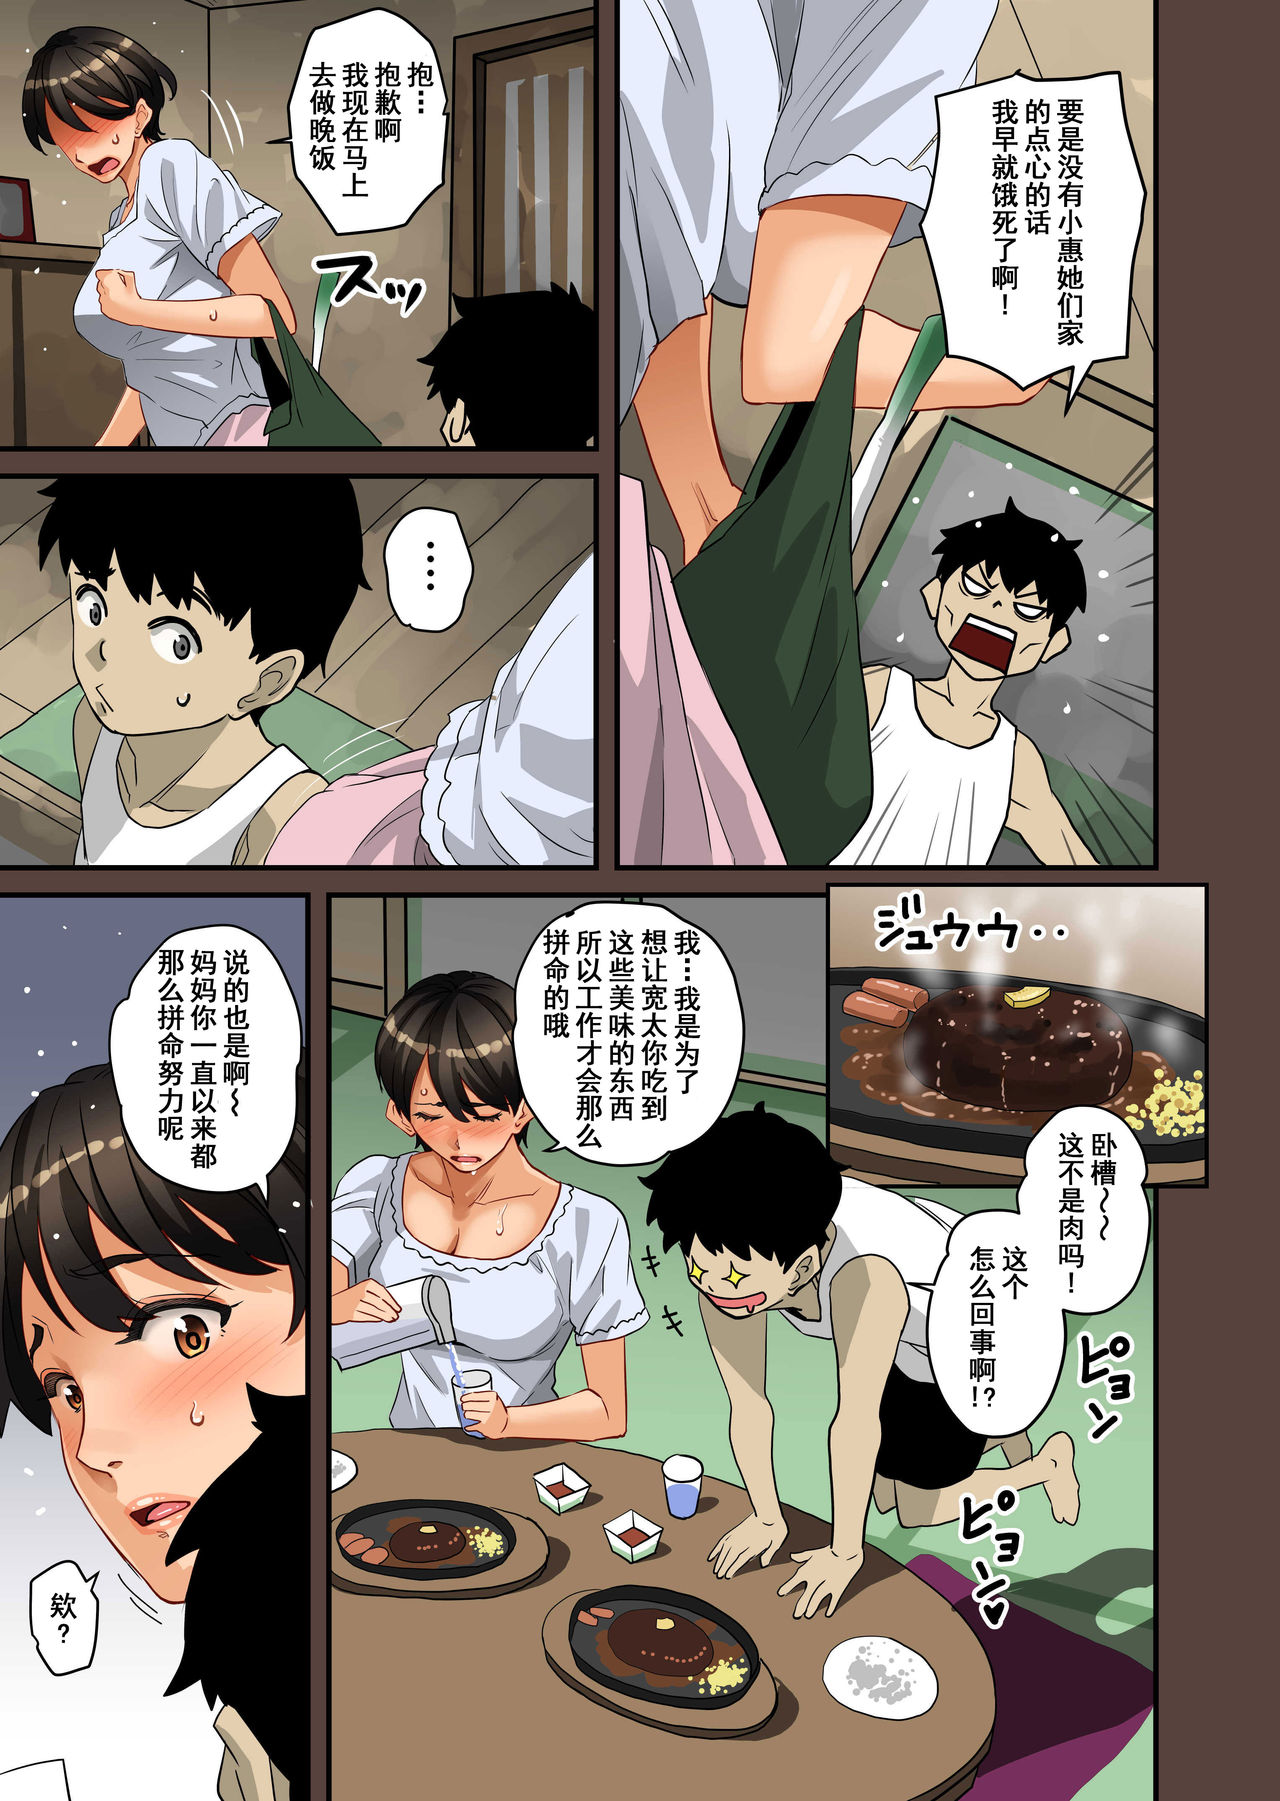 要是没有小惠她们家
的点心的话
我早就饿死了啊！
抱…
抱歉啊
我现在马上
去做晚饭
スッ
…
ジュウウ‥
卧槽～～
这不是肉吗！
这个
怎么回事啊!?
ピョン
ピョン♥
我…我是为了
想让宽太你吃到
这些美味的东西
所以工作才会那么
拼命的哦
说的也是啊～
妈妈你一直以来都
那么拼命努力呢
欸?